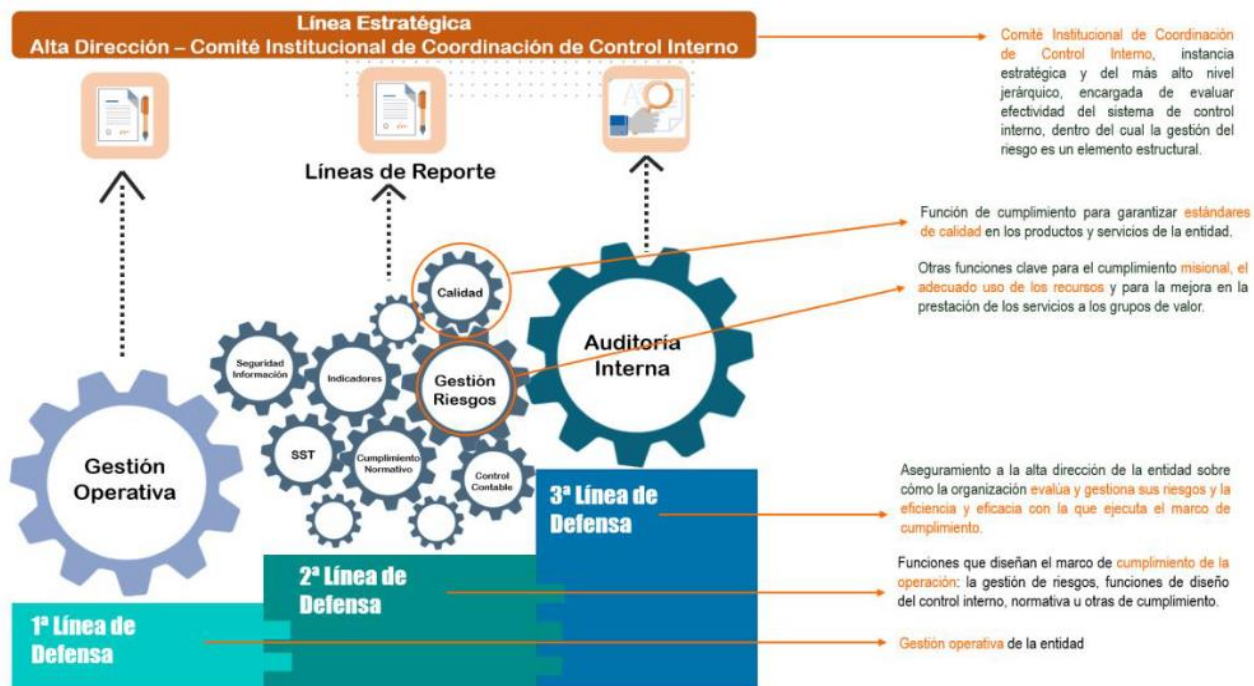 Línea Estratégica
Alta Dirección – Comité Institucional de Coordinación de Control Interno
Líneas de Reporte
Calidad
Seguridad
Información
Indicadores
Gestión
Riesgos
SST
Cumplimiento
Normativo
Control
Contable
Gestión
Operativa
Auditoría
Interna
1ª Línea de
Defensa
2ª Línea de
Defensa
3ª Línea de
Defensa
Comité Institucional de Coordinación
de Control Interno, instancia
estratégica y del más alto nivel
jerárquico, encargada de evaluar
efectividad del sistema de control
interno, dentro del cual la gestión del
riesgo es un elemento estructural.
Función de cumplimiento para garantizar estándares
de calidad en los productos y servicios de la entidad.
Otras funciones clave para el cumplimiento misional, el
adecuado uso de los recursos y para la mejora en la
prestación de los servicios a los grupos de valor.
Aseguramiento a la alta dirección de la entidad sobre
cómo la organización evalúa y gestiona sus riesgos y la
eficiencia y eficacia con la que ejecuta el marco de
cumplimiento.
Funciones que diseñan el marco de cumplimiento de la
operación: la gestión de riesgos, funciones de diseño
del control interno, normativa u otras de cumplimiento.
Gestión operativa de la entidad